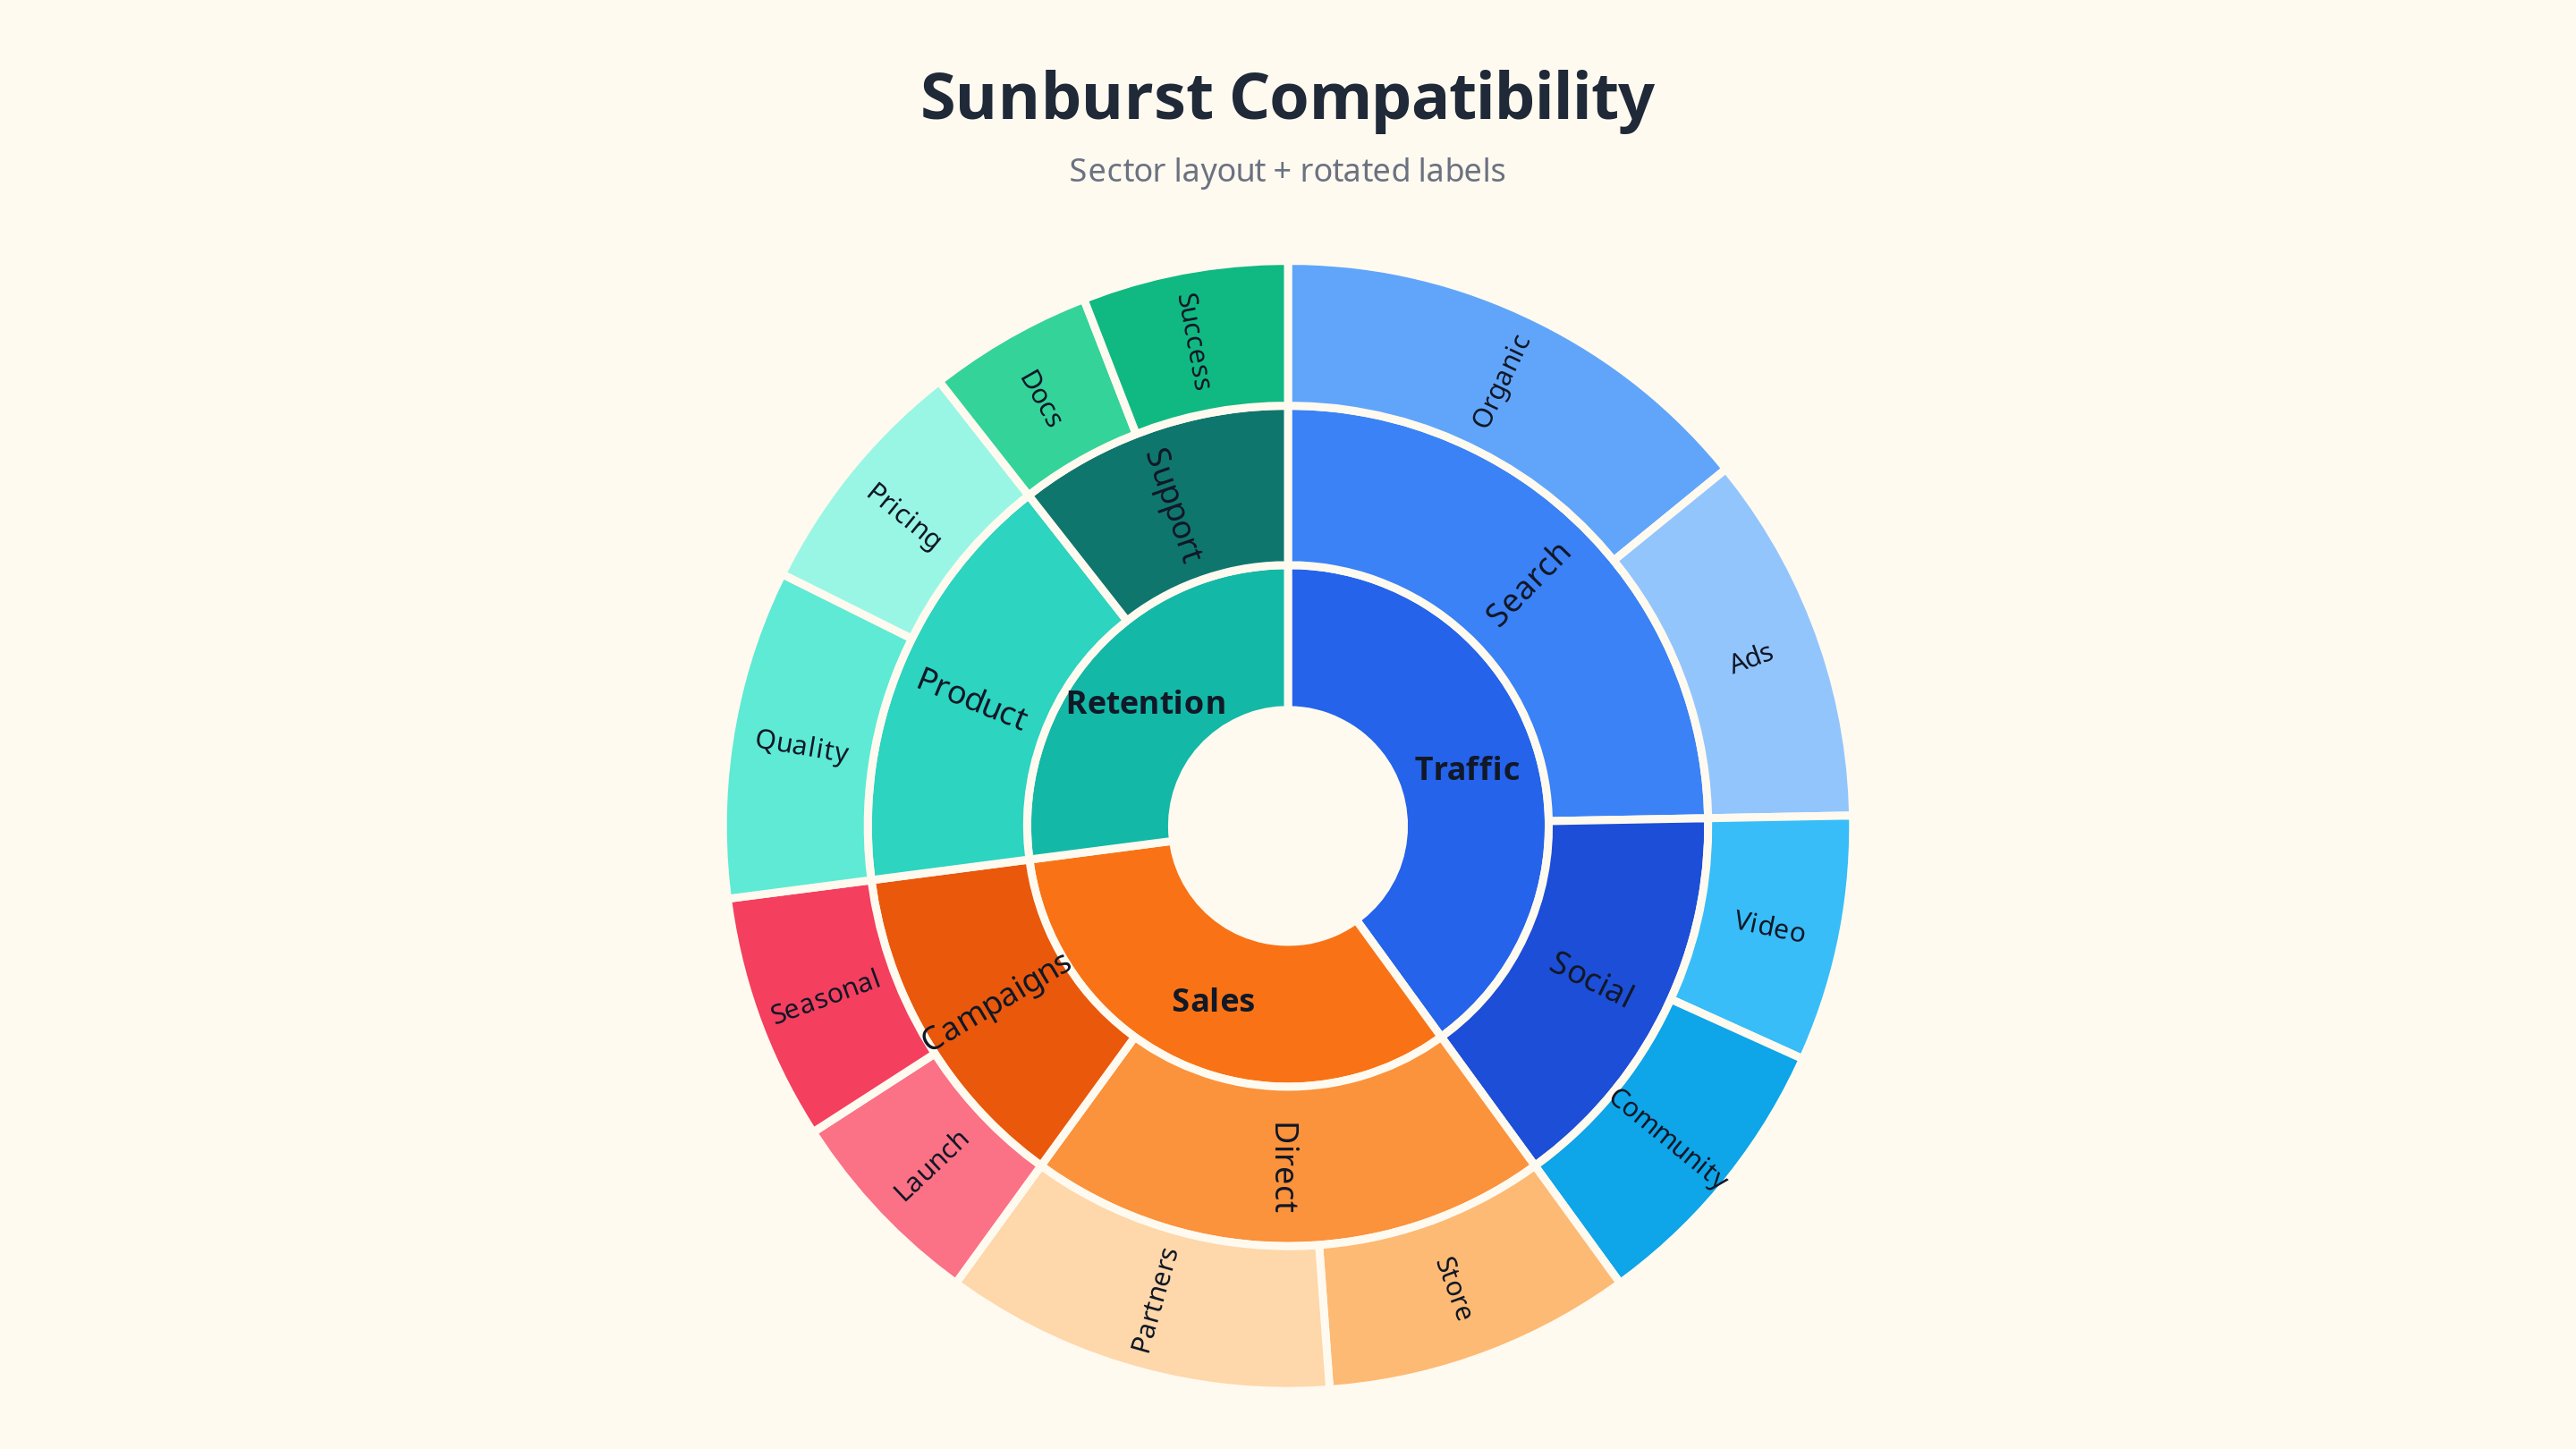 Sunburst Compatibility
Sector layout + rotated labels
Success
Organic
Docs
Support
Pricing
Search
Ads
Product
Retention
Quality
Traffic
Video
Seasonal
Campaigns
Sales
Social
Launch
Direct
Community
Partners
Store